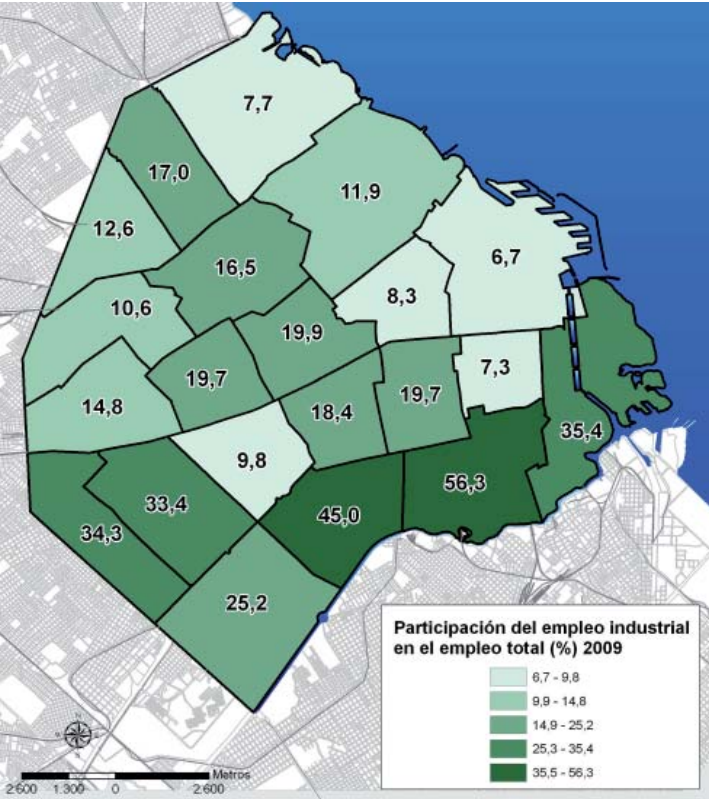 7,7
17,0
11,9
12,6
6,7
16,5
8,3
10,6
19,9
7,3
19,7
19,7
14,8
18,4
35,4
9,8
56,3
33,4
45,0
34,3
25,2
Participación del empleo industrial
en el empleo total (%) 2009
6,7 - 9,8
9,9 - 14,8
14,9 - 25,2
25,3 - 35,4
35,5 - 56,3
N
Metros
2.600 1.300 0 2.600